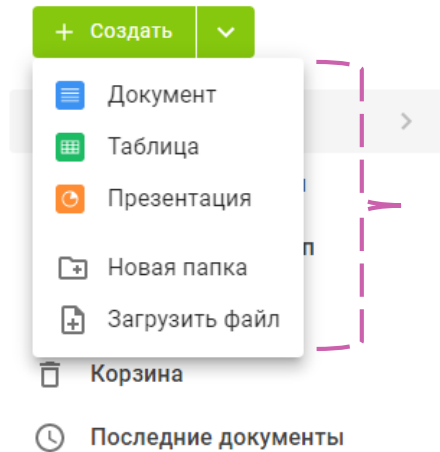 Создать
Документ
Таблица
Презентация
Новая папка
Загрузить файл
Корзина
Последние документы